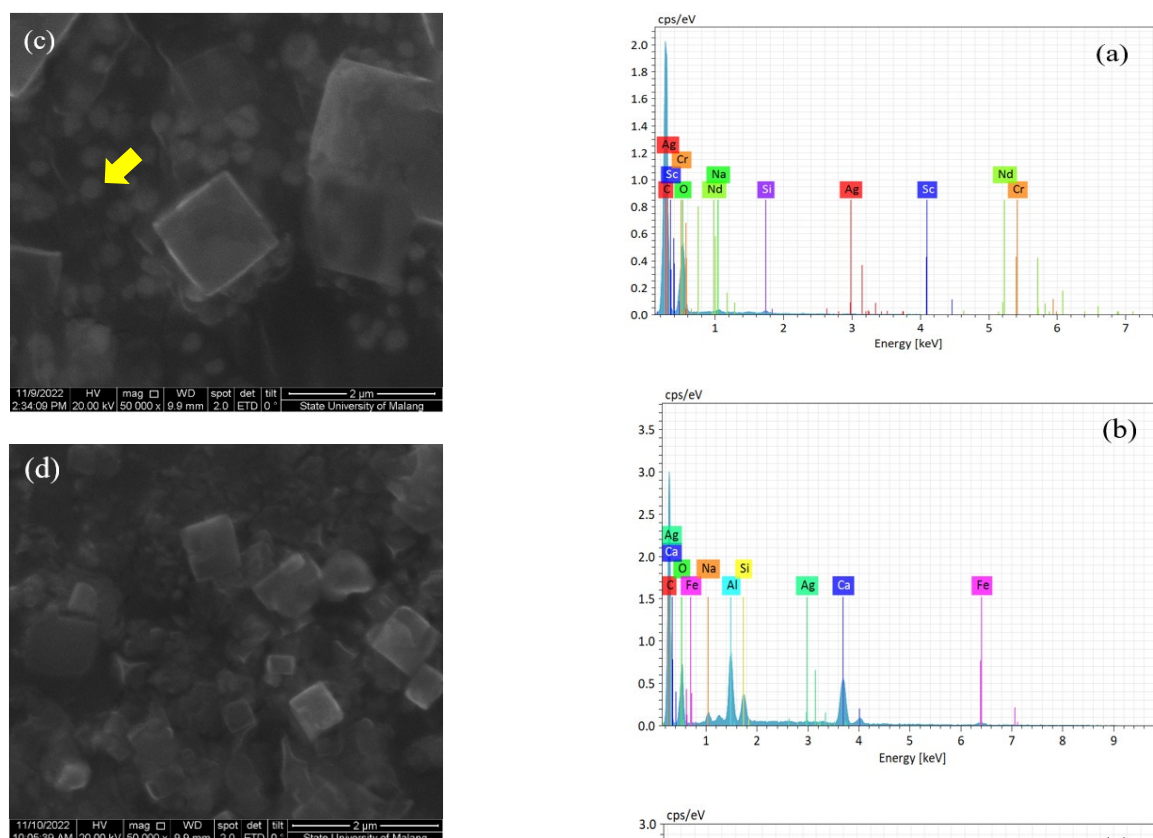 (c)
11/9/2022 HV mag □ WD spot det tilt 2 µm
2:34:09 PM 20.00 kV 50 000 x 9.9 mm 2.0 ETD 0° State University of Malang
(d)
11/10/2022 HV mag □ WD spot det tilt 2 µm
10:05:39 AM 20.00 kV 50 000 x 9.9 mm 2.0 ETD 0° State University of Malang
cps/eV
(a)
2.0
1.8
1.6
1.4
1.2
Ag
Cr
1.0
Sc Na Nd
C O Nd Si Ag Sc Cr
0.8
0.6
0.4
0.2
0.0
1 2 3 4 5 6 7
Energy [keV]
cps/eV
(b)
3.5
3.0
2.5
Ag
2.0
Ca
O Na Si
1.5
C Fe Al Ag Ca Fe
1.0
0.5
0.0
1 2 3 4 5 6 7 8 9
Energy [keV]
cps/eV
3.0